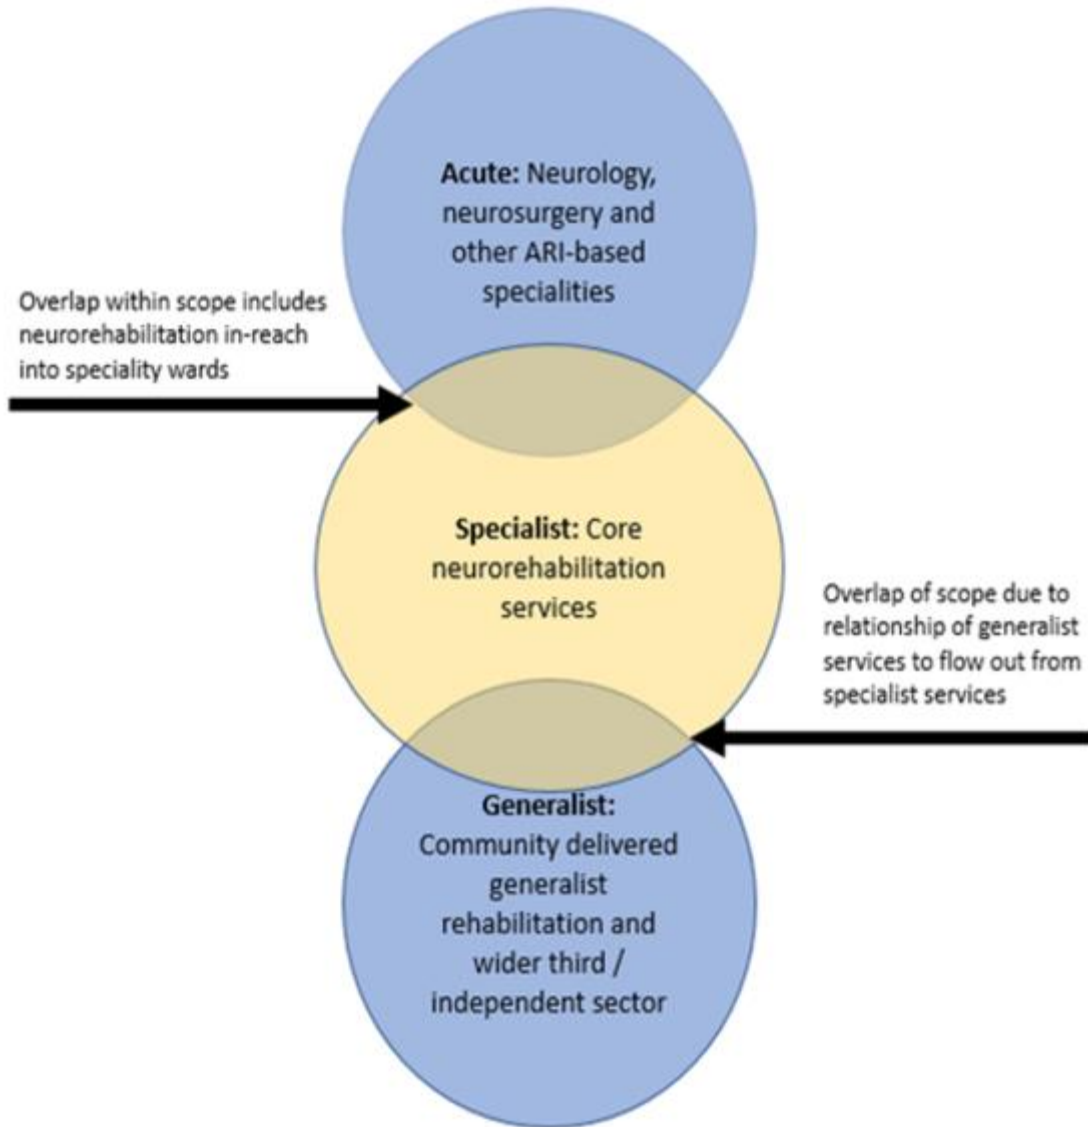 Acute: Neurology,
neurosurgery and
other ARI-based
specialities
Overlap within scope includes
neurorehabilitation in-reach
into speciality wards
Specialist: Core
neurorehabilitation
services
Overlap of scope due to
relationship of generalist
services to flow out from
specialist services
Generalist:
Community delivered
generalist
rehabilitation and
wider third /
independent sector